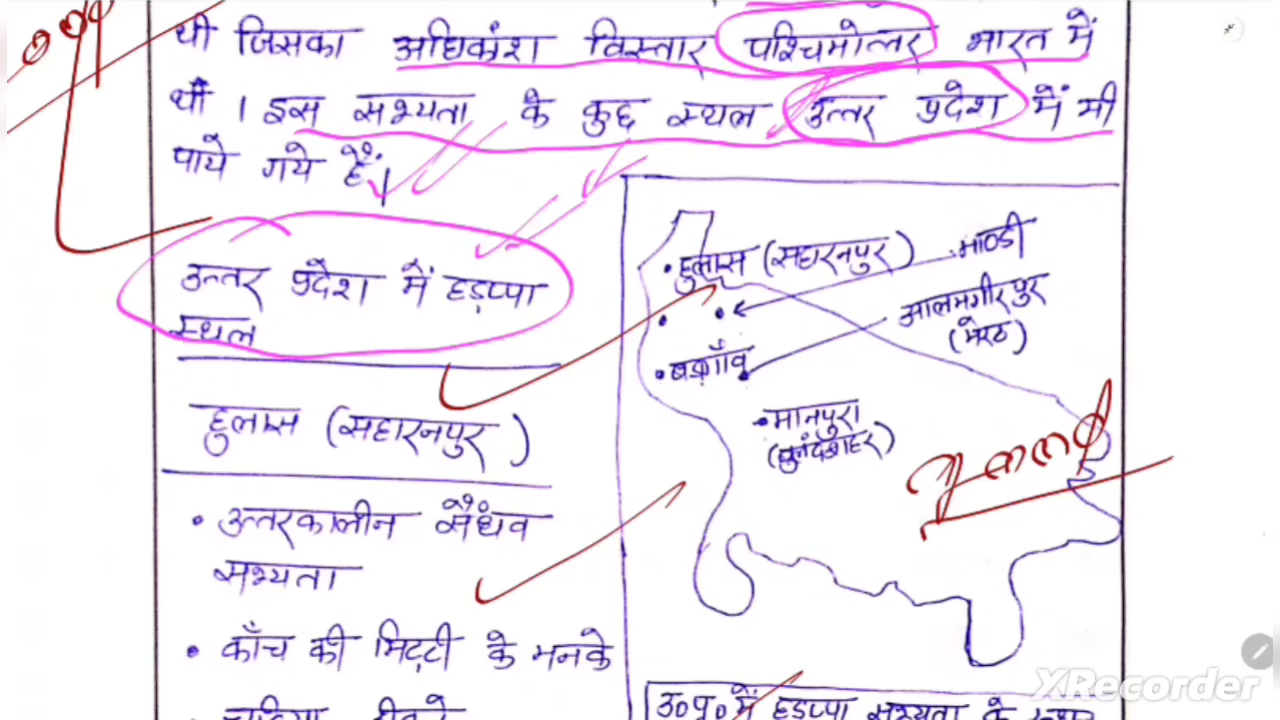 थी जिसका अधिकंश विस्तार पश्चिमोत्तर भारत में
थी । इस सभ्यता के कुछ स्थल उत्तर प्रदेश में भी
पाये गये हैं।
उत्तर प्रदेश में हड़प्पा
स्थल
हुलास (सहारनपुर)
• उत्तरकालीन सैंधव
सभ्यता
• काँच की मिट्टी के मनके
• हुलास (सहारनपुर)
माण्डी
आलमगीरपुर
(मेरठ)
• बड़गाँव
• मानपुरा
(बुलंदशहर)
उ०प्र० में हडप्पा सभ्यता के
XRecorder